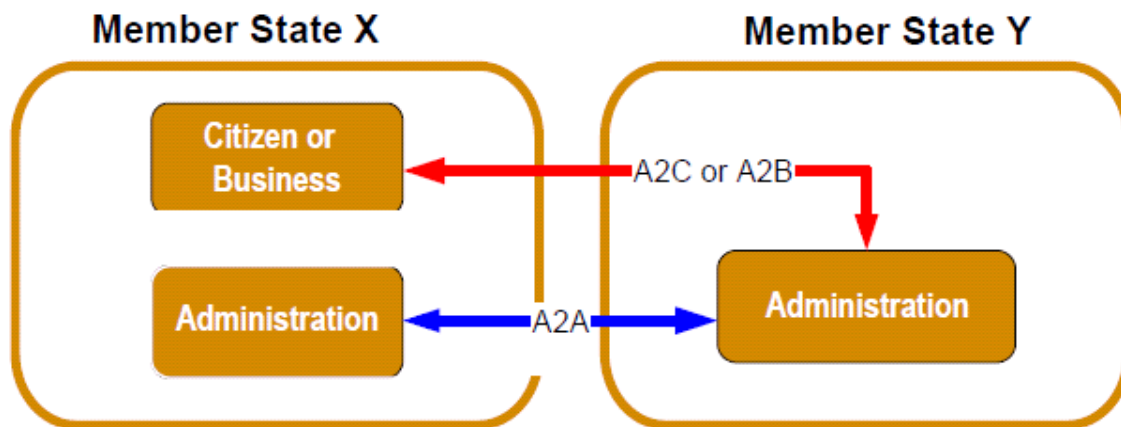 Member State X
Member State Y
Citizen or
Business
A2C or A2B
Administration
A2A
Administration